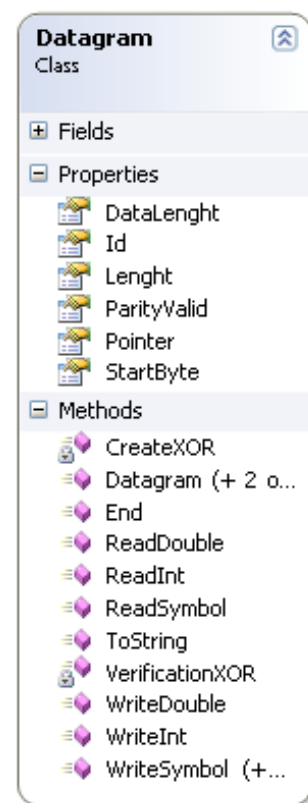 Datagram
Class
Fields
Properties
DataLenght
Id
Lenght
ParityValid
Pointer
StartByte
Methods
CreateXOR
Datagram (+ 2 o...
End
ReadDouble
ReadInt
ReadSymbol
ToString
VerificationXOR
WriteDouble
WriteInt
WriteSymbol (+...